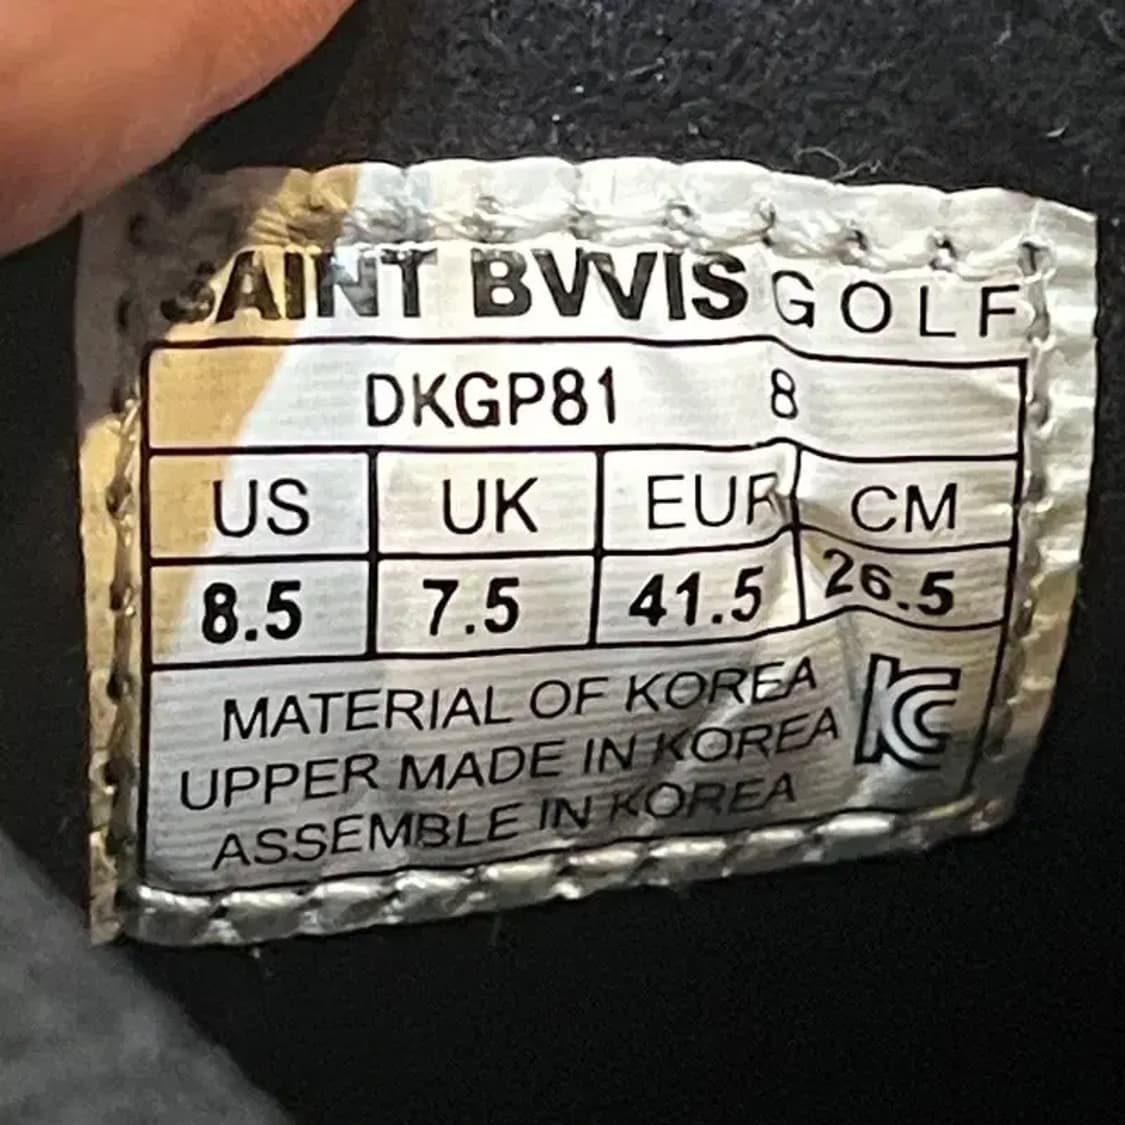 SAINT BVVIS GOLF
DKGP81 8
US UK EUR CM
8.5 7.5 41.5 26.5
MATERIAL OF KOREA
UPPER MADE IN KOREA
ASSEMBLE IN KOREA
KC